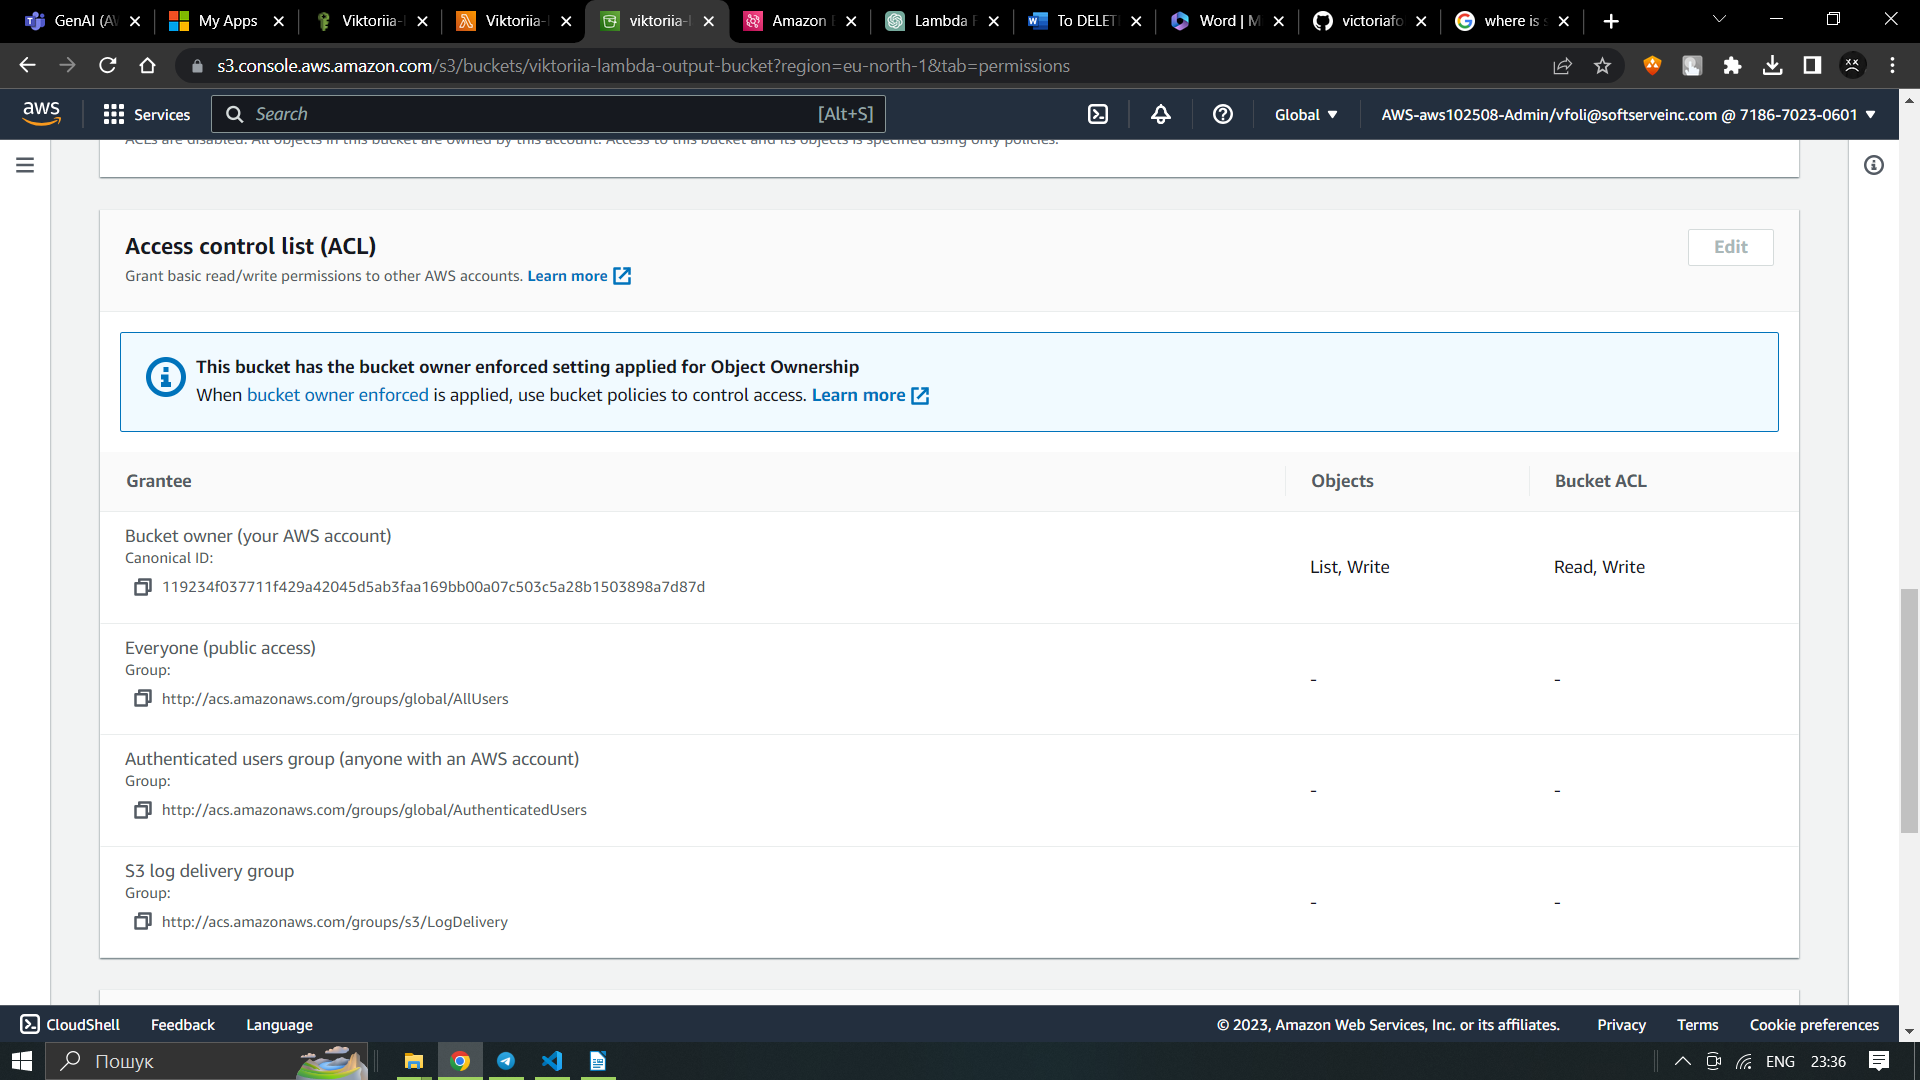 GenAI (A
My Apps
Viktoriia-
Viktoriia-
viktoriia-
Amazon
Lambda
To DELET
Word | M
victoriafo
where is
s3.console.aws.amazon.com/s3/buckets/viktoriia-lambda-output-bucket?region=eu-north-1&tab=permissions
aws
Services
Search
[Alt+S]
Global
AWS-aws102508-Admin/vfoli@softserveinc.com @ 7186-7023-0601
ACLs are disabled. All objects in this bucket are owned by this account. Access to this bucket and its objects is specified using only policies.
Access control list (ACL)
Edit
Grant basic read/write permissions to other AWS accounts. Learn more
This bucket has the bucket owner enforced setting applied for Object Ownership
When bucket owner enforced is applied, use bucket policies to control access. Learn more
Grantee
Objects
Bucket ACL
Bucket owner (your AWS account)
Canonical ID:
119234f037711f429a42045d5ab3faa169bb00a07c503c5a28b1503898a7d87d
List, Write
Read, Write
Everyone (public access)
Group:
http://acs.amazonaws.com/groups/global/AllUsers
-
-
Authenticated users group (anyone with an AWS account)
Group:
http://acs.amazonaws.com/groups/global/AuthenticatedUsers
-
-
S3 log delivery group
Group:
http://acs.amazonaws.com/groups/s3/LogDelivery
-
-
CloudShell
Feedback
Language
© 2023, Amazon Web Services, Inc. or its affiliates.
Privacy
Terms
Cookie preferences
Пошук
ENG
23:36